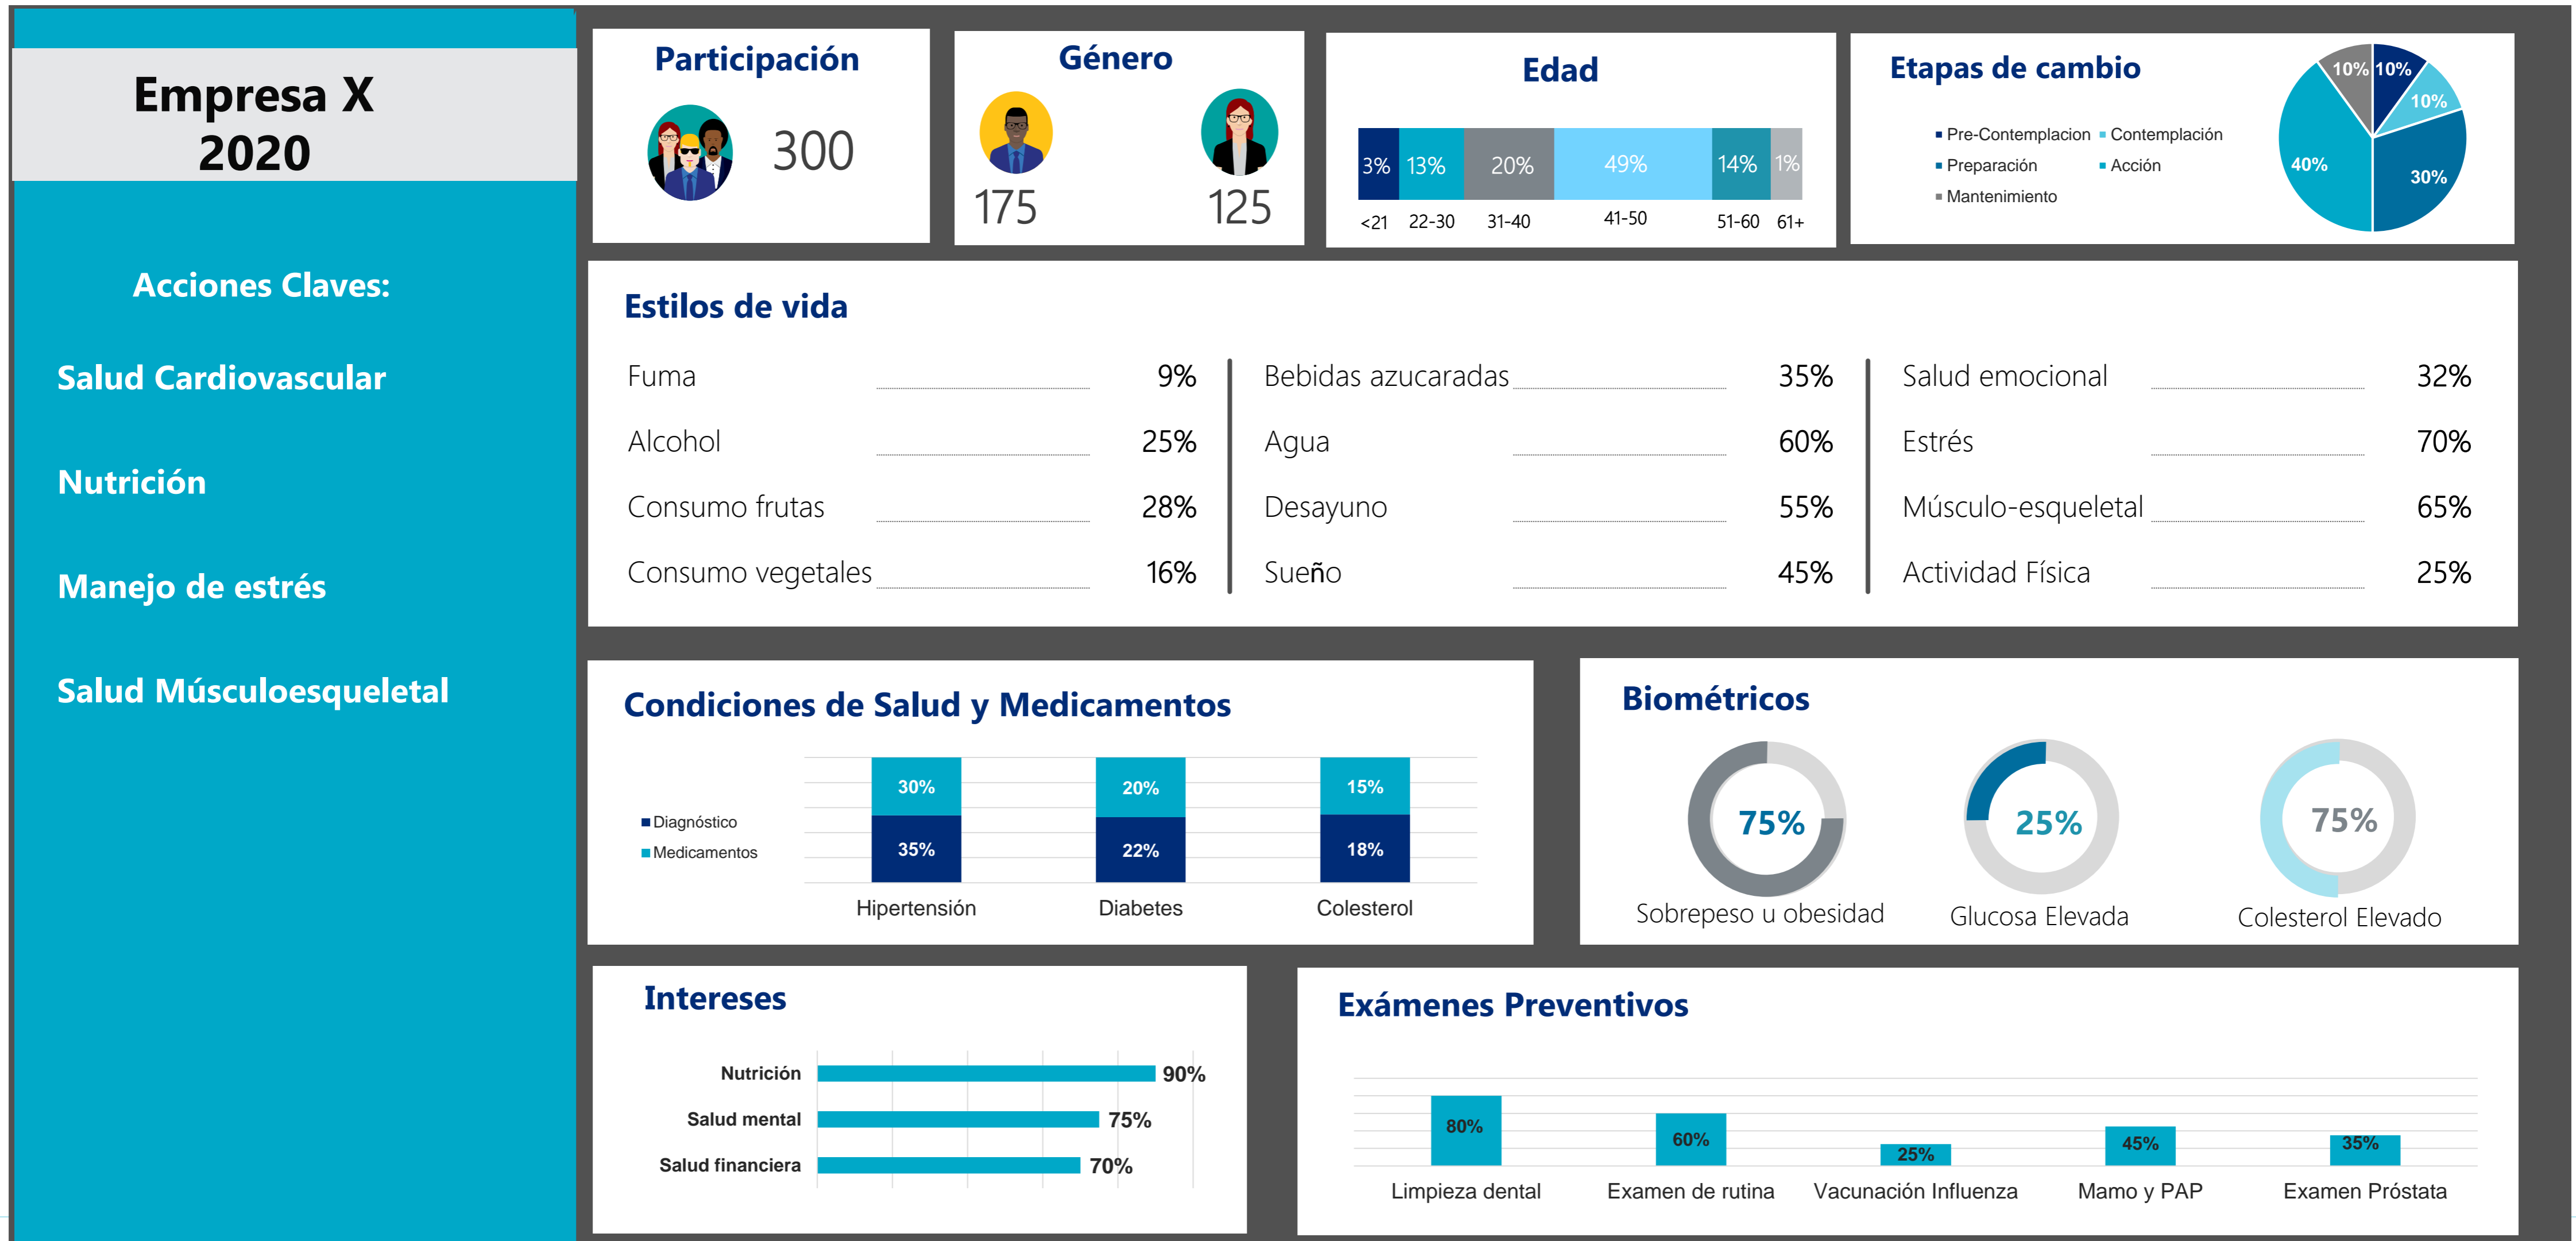 Empresa X
2020
Acciones Claves:
Salud Cardiovascular
Nutrición
Manejo de estrés
Salud Músculoesqueletal
Participación
300
Género
175
125
Edad
3% 13% 20% 49% 14% 1%
<21 22-30 31-40 41-50 51-60 61+
Etapas de cambio
Pre-Contemplacion Contemplación
Preparación Acción
Mantenimiento
10% 10%
10%
40%
30%
Estilos de vida
Fuma 9%
Alcohol 25%
Consumo frutas 28%
Consumo vegetales 16%
Bebidas azucaradas 35%
Agua 60%
Desayuno 55%
Sueño 45%
Salud emocional 32%
Estrés 70%
Músculo-esqueletal 65%
Actividad Física 25%
Condiciones de Salud y Medicamentos
Diagnóstico
Medicamentos
30% 20% 15%
35% 22% 18%
Hipertensión Diabetes Colesterol
Biométricos
75% 25% 75%
Sobrepeso u obesidad Glucosa Elevada Colesterol Elevado
Intereses
Nutrición 90%
Salud mental 75%
Salud financiera 70%
Exámenes Preventivos
80% 60% 25% 45% 35%
Limpieza dental Examen de rutina Vacunación Influenza Mamo y PAP Examen Próstata